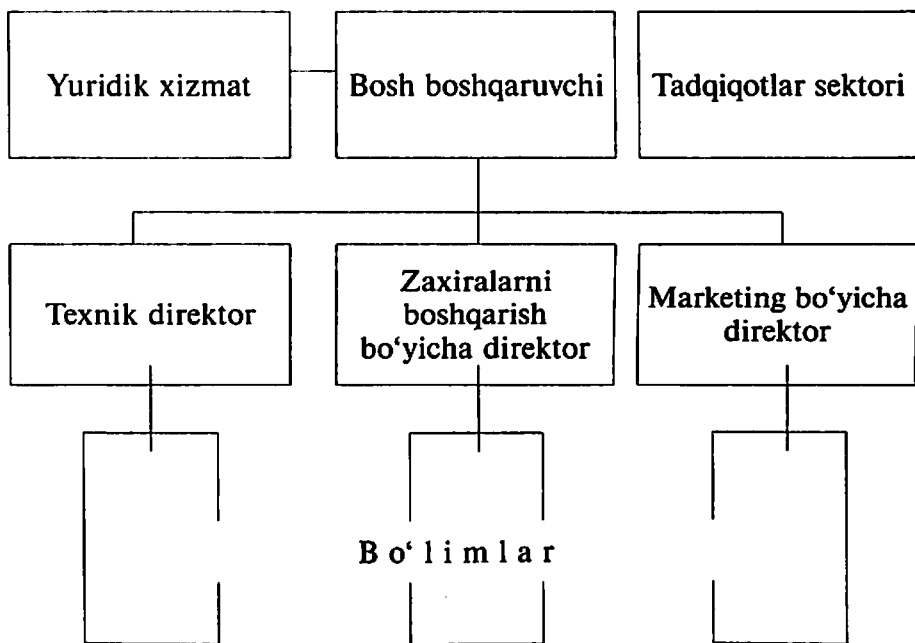 Yuridik xizmat
Bosh boshqaruvchi
Tadqiqotlar sektori
Texnik direktor
Zaxiralarni
boshqarish
bo‘yicha direktor
Marketing bo‘yicha
direktor
Bo‘limlar